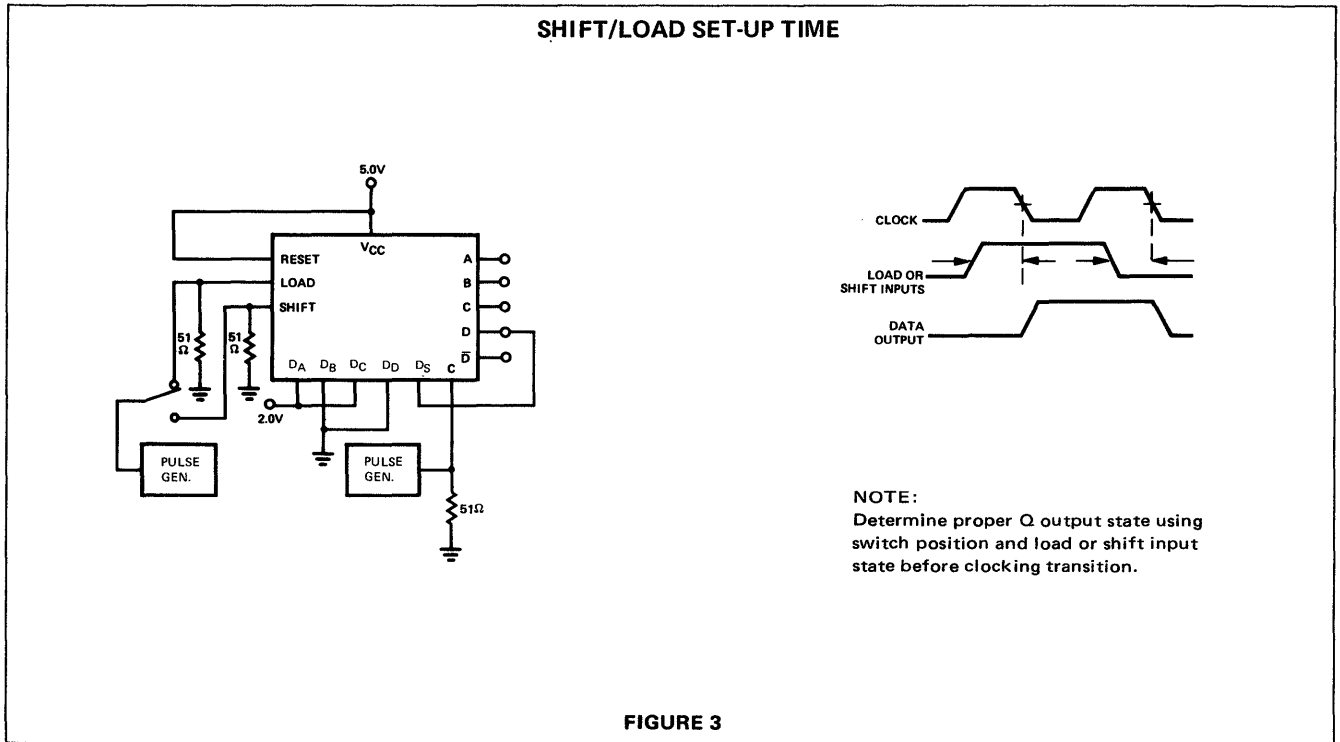 SHIFT/LOAD SET-UP TIME
5.0V
VCC
RESET
LOAD
SHIFT
A
B
C
D
D̅
51
Ω
51
Ω
DA DB DC DD DS C
2.0V
PULSE
GEN.
PULSE
GEN.
51Ω
CLOCK
LOAD OR
SHIFT INPUTS
DATA
OUTPUT
NOTE:
Determine proper Q output state using
switch position and load or shift input
state before clocking transition.
FIGURE 3